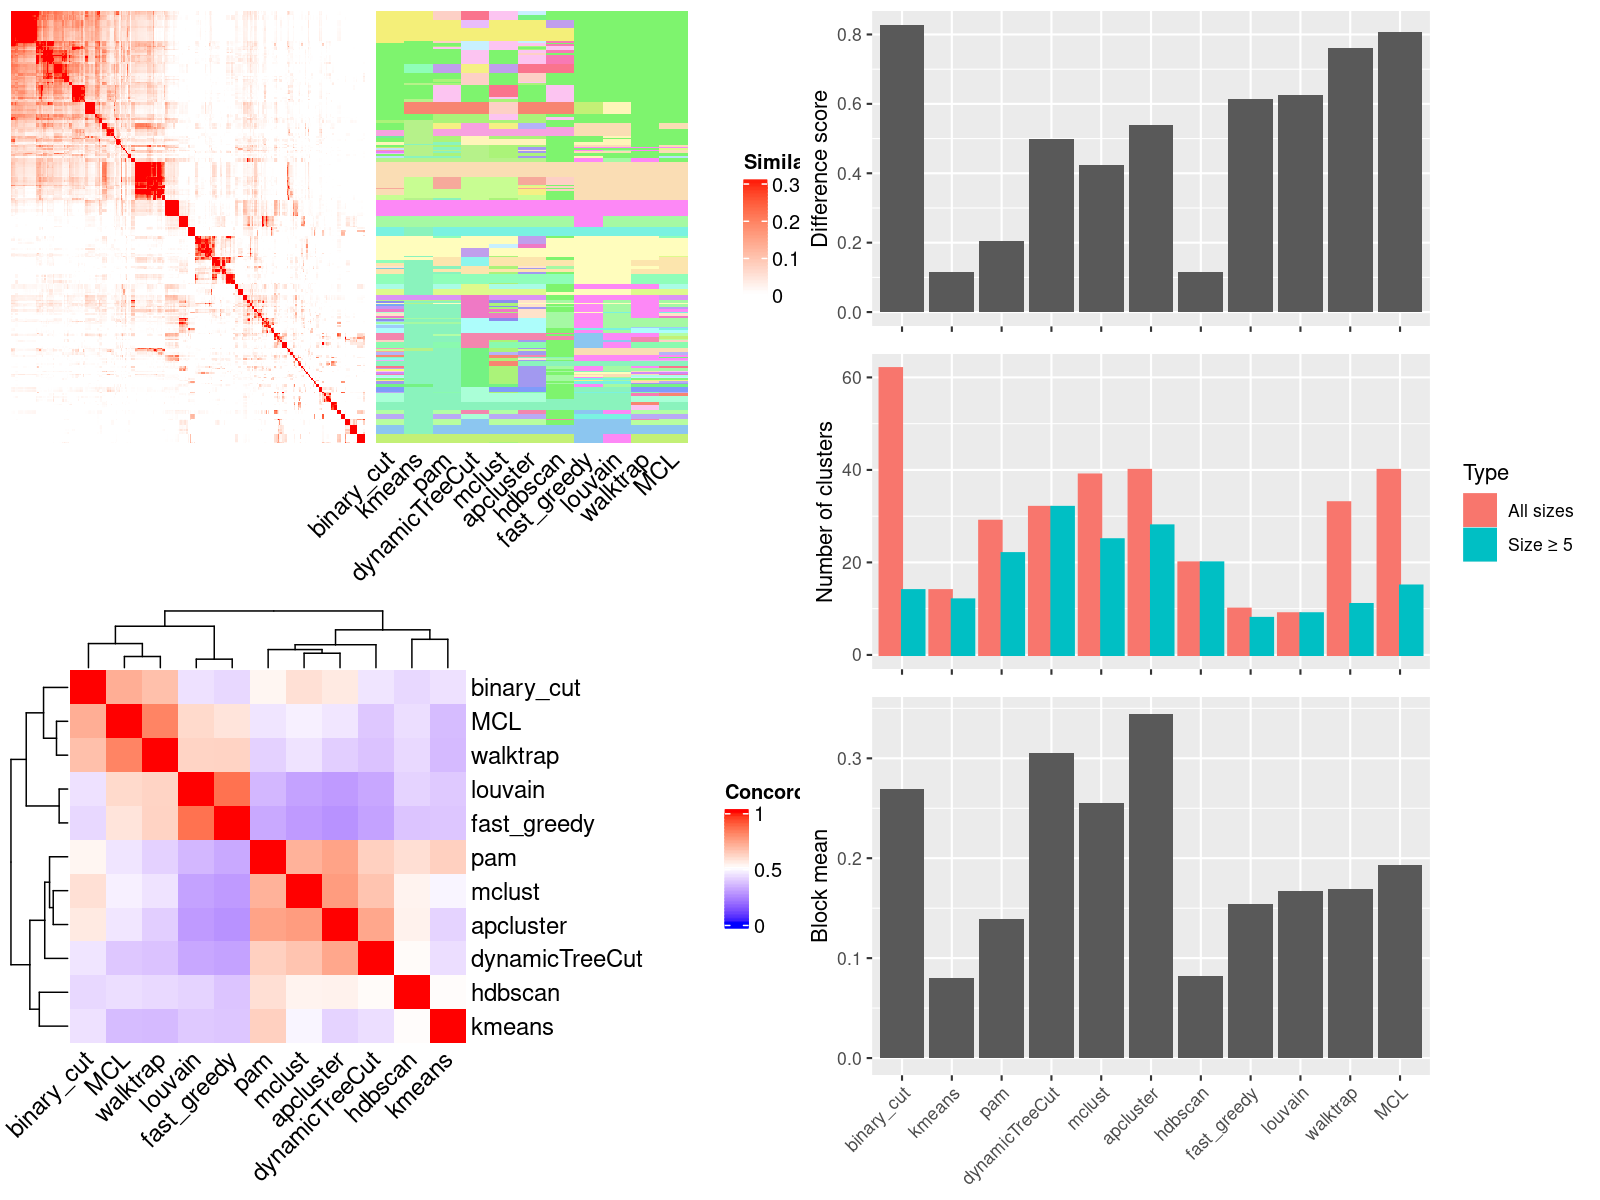 Simila
0.3
0.2
0.1
0
binary_cut
kmeans
pam
dynamicTreeCut
mclust
apcluster
hdbscan
fast_greedy
louvain
walktrap
MCL
binary_cut
MCL
walktrap
louvain
fast_greedy
pam
mclust
apcluster
dynamicTreeCut
hdbscan
kmeans
binary_cut
MCL
walktrap
louvain
fast_greedy
pam
mclust
apcluster
dynamicTreeCut
hdbscan
kmeans
Concor
1
0.5
0
Difference score
0.8
0.6
0.4
0.2
0.0
Number of clusters
60
40
20
0
Type
All sizes
Size ≥ 5
Block mean
0.3
0.2
0.1
0.0
binary_cut
kmeans
pam
dynamicTreeCut
mclust
apcluster
hdbscan
fast_greedy
louvain
walktrap
MCL